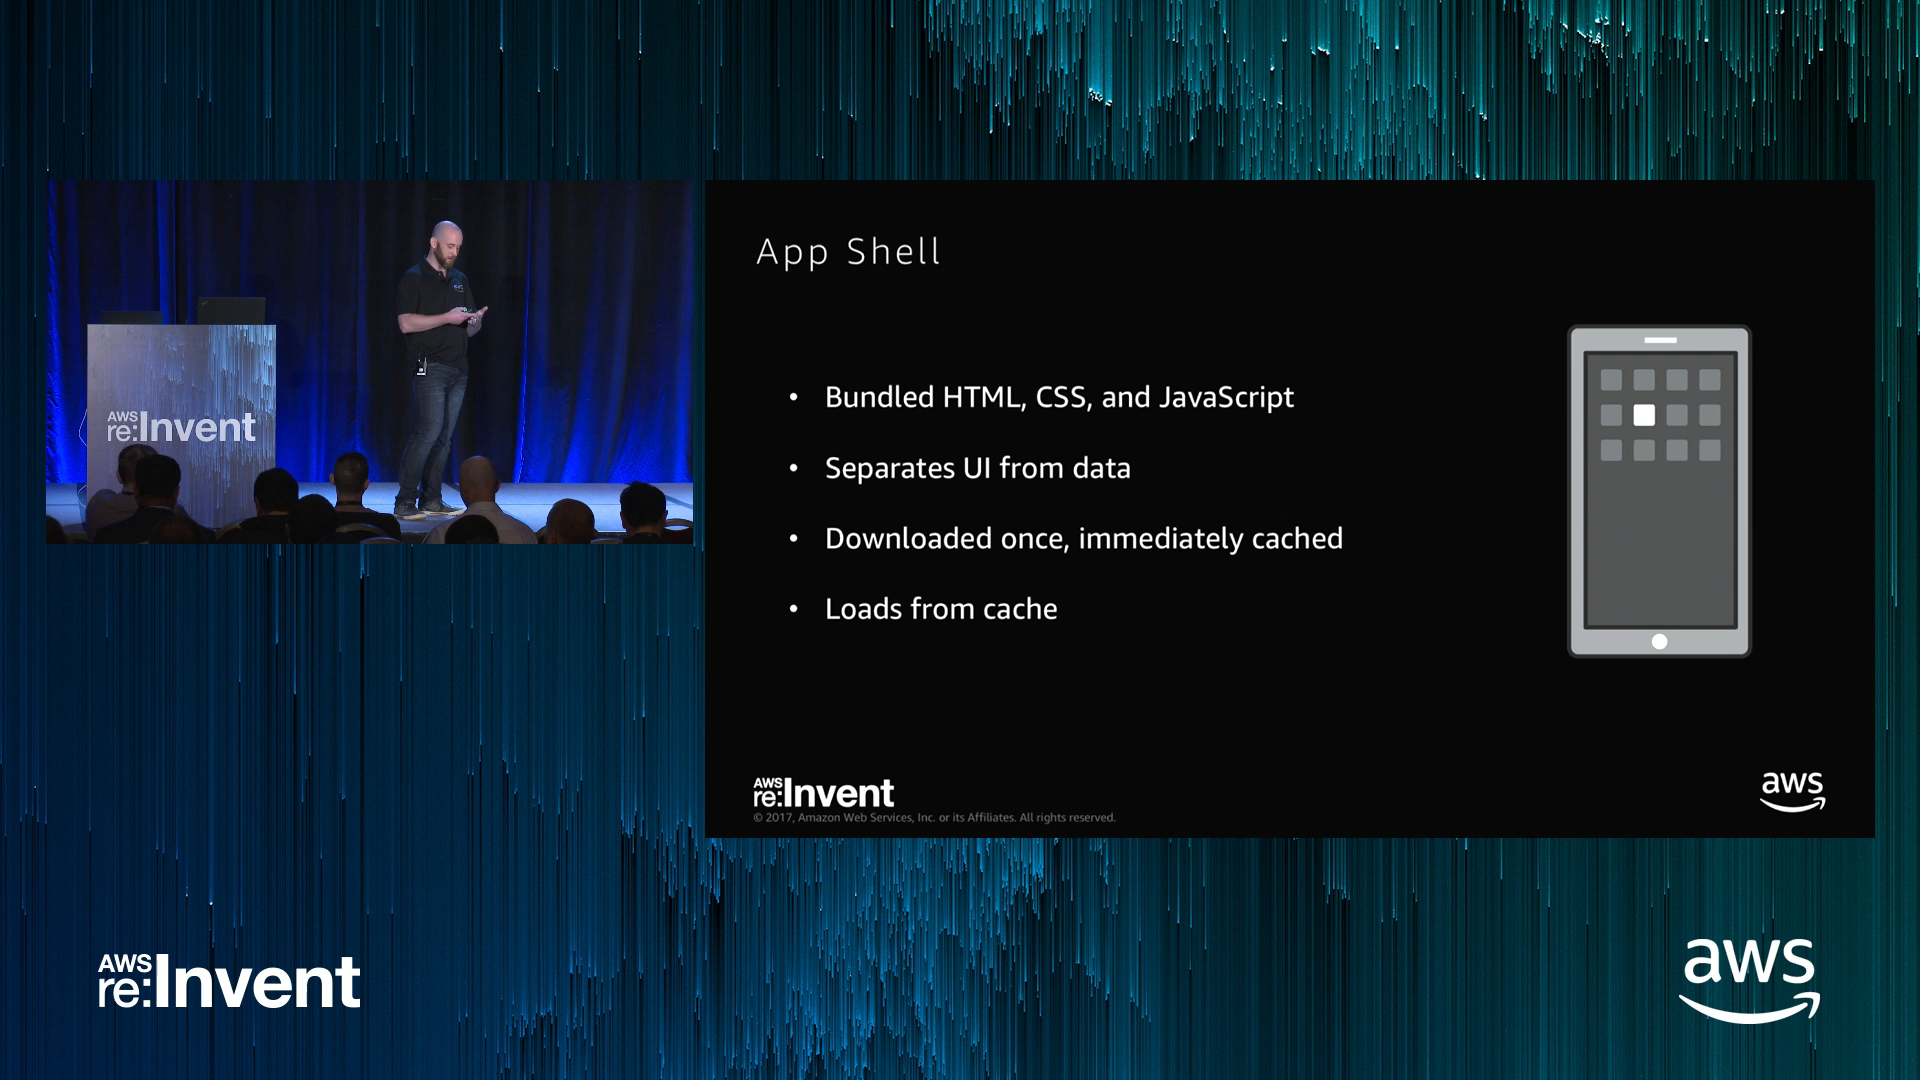 AWS
re:Invent
App Shell
• Bundled HTML, CSS, and JavaScript
• Separates UI from data
• Downloaded once, immediately cached
• Loads from cache
AWS
re:Invent
© 2017, Amazon Web Services, Inc. or its Affiliates. All rights reserved.
aws
AWS
re:Invent
aws